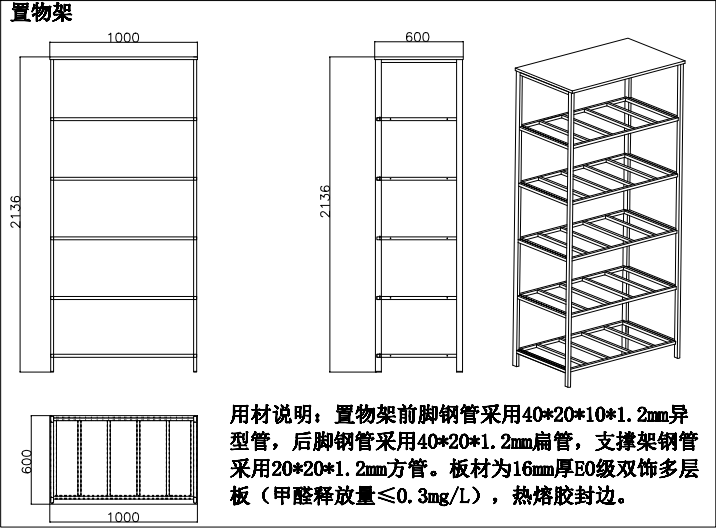 置物架
1000
600
2136
2136
600
1000
用材说明：置物架前脚钢管采用40*20*10*1.2mm异
型管，后脚钢管采用40*20*1.2mm扁管，支撑架钢管
采用20*20*1.2mm方管。板材为16mm厚E0级双饰多层
板（甲醛释放量≤0.3mg/L），热熔胶封边。